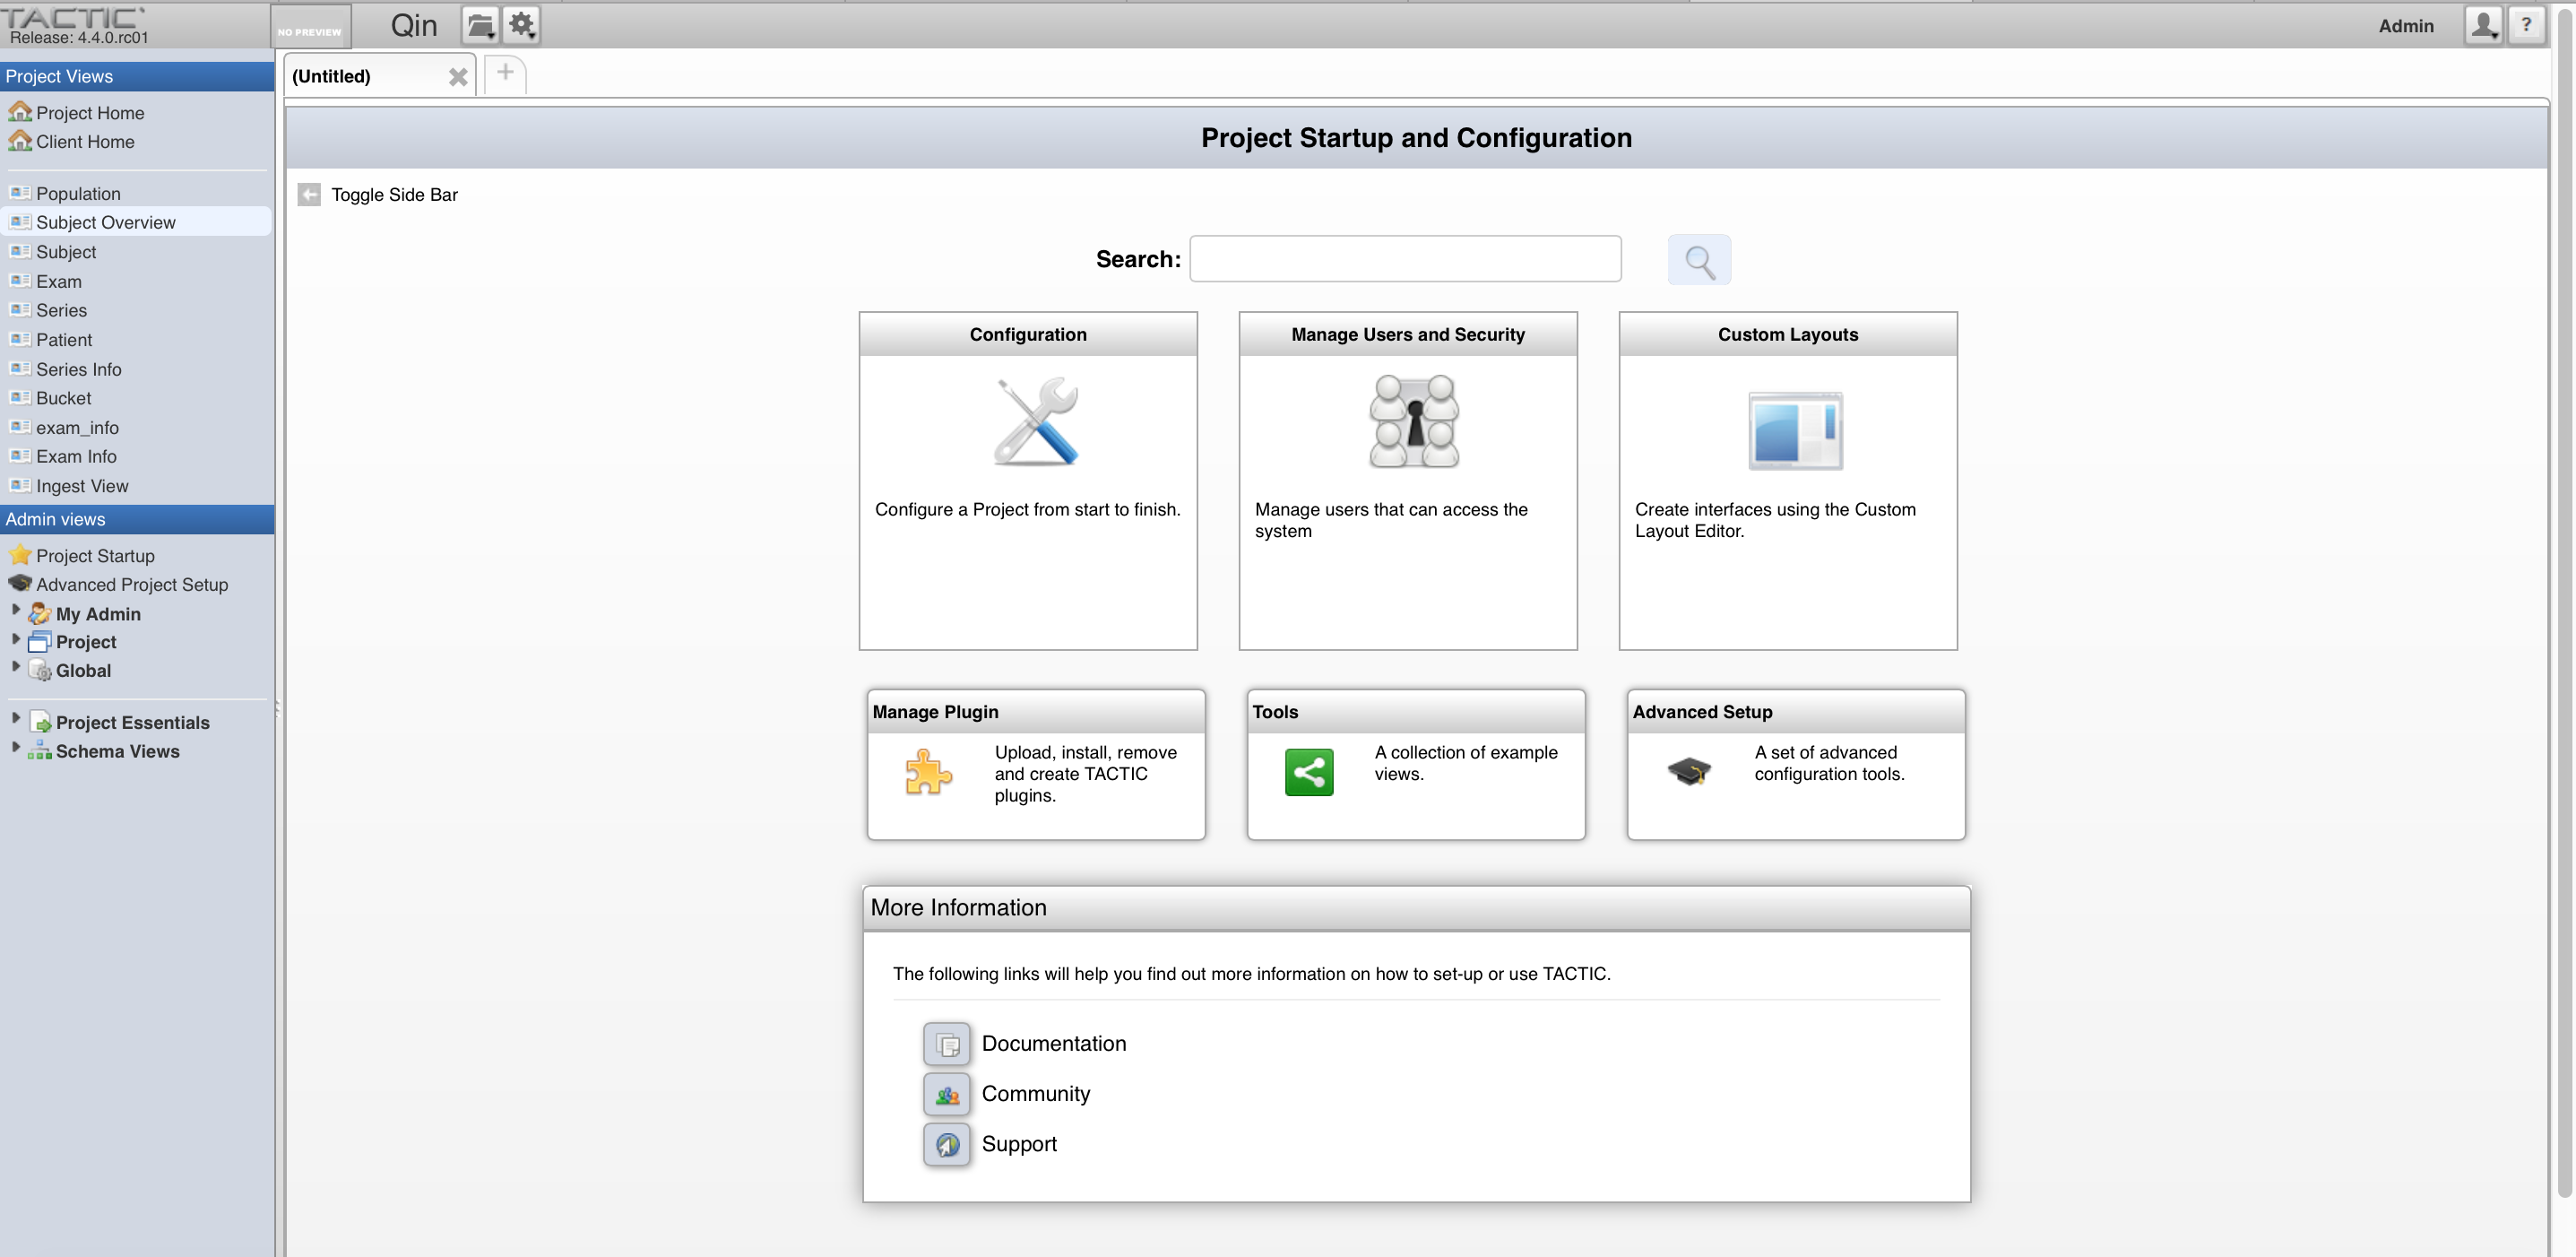 TACTIC
Release: 4.4.0.rc01
NO PREVIEW
Qin
Admin
?
Project Views
Project Home
Client Home
Population
Subject Overview
Subject
Exam
Series
Patient
Series Info
Bucket
exam_info
Exam Info
Ingest View
Admin views
Project Startup
Advanced Project Setup
My Admin
Project
Global
Project Essentials
Schema Views
(Untitled)
Project Startup and Configuration
Toggle Side Bar
Search:
Configuration
Configure a Project from start to finish.
Manage Users and Security
Manage users that can access the
system
Custom Layouts
Create interfaces using the Custom
Layout Editor.
Manage Plugin
Upload, install, remove
and create TACTIC
plugins.
Tools
A collection of example
views.
Advanced Setup
A set of advanced
configuration tools.
More Information
The following links will help you find out more information on how to set-up or use TACTIC.
Documentation
Community
Support